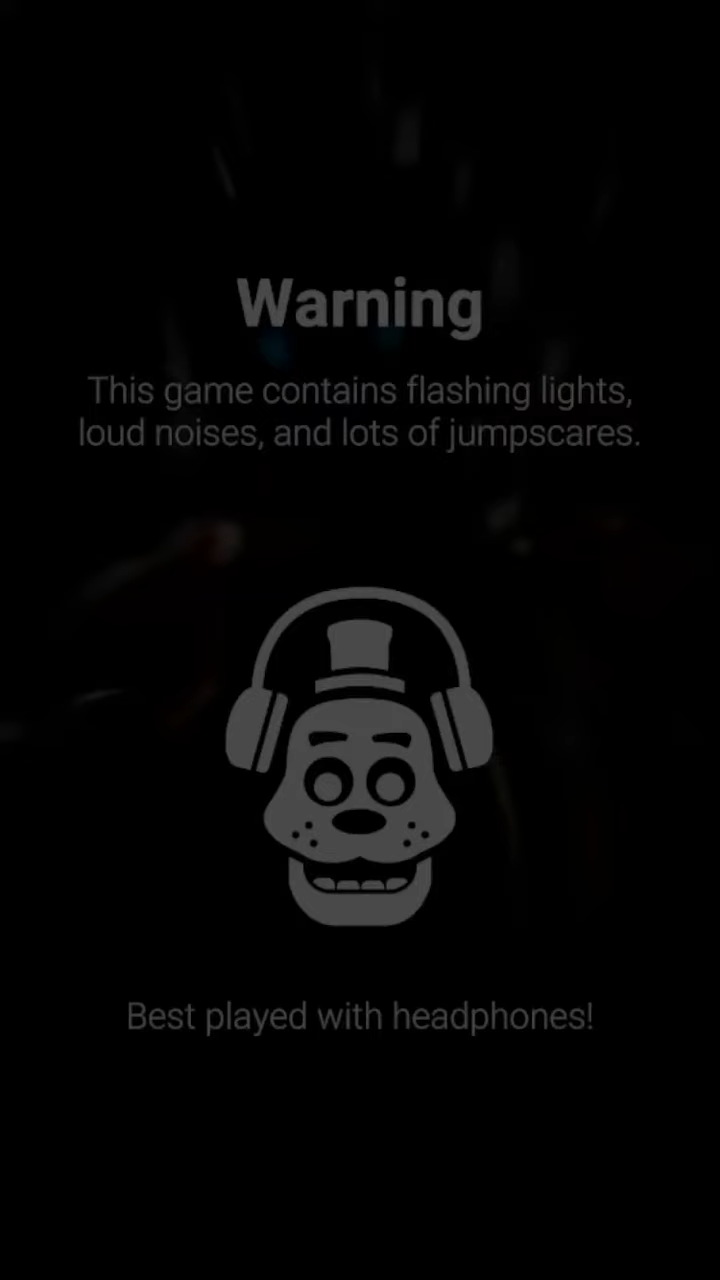 Warning
This game contains flashing lights,
loud noises, and lots of jumpscares.
Best played with headphones!